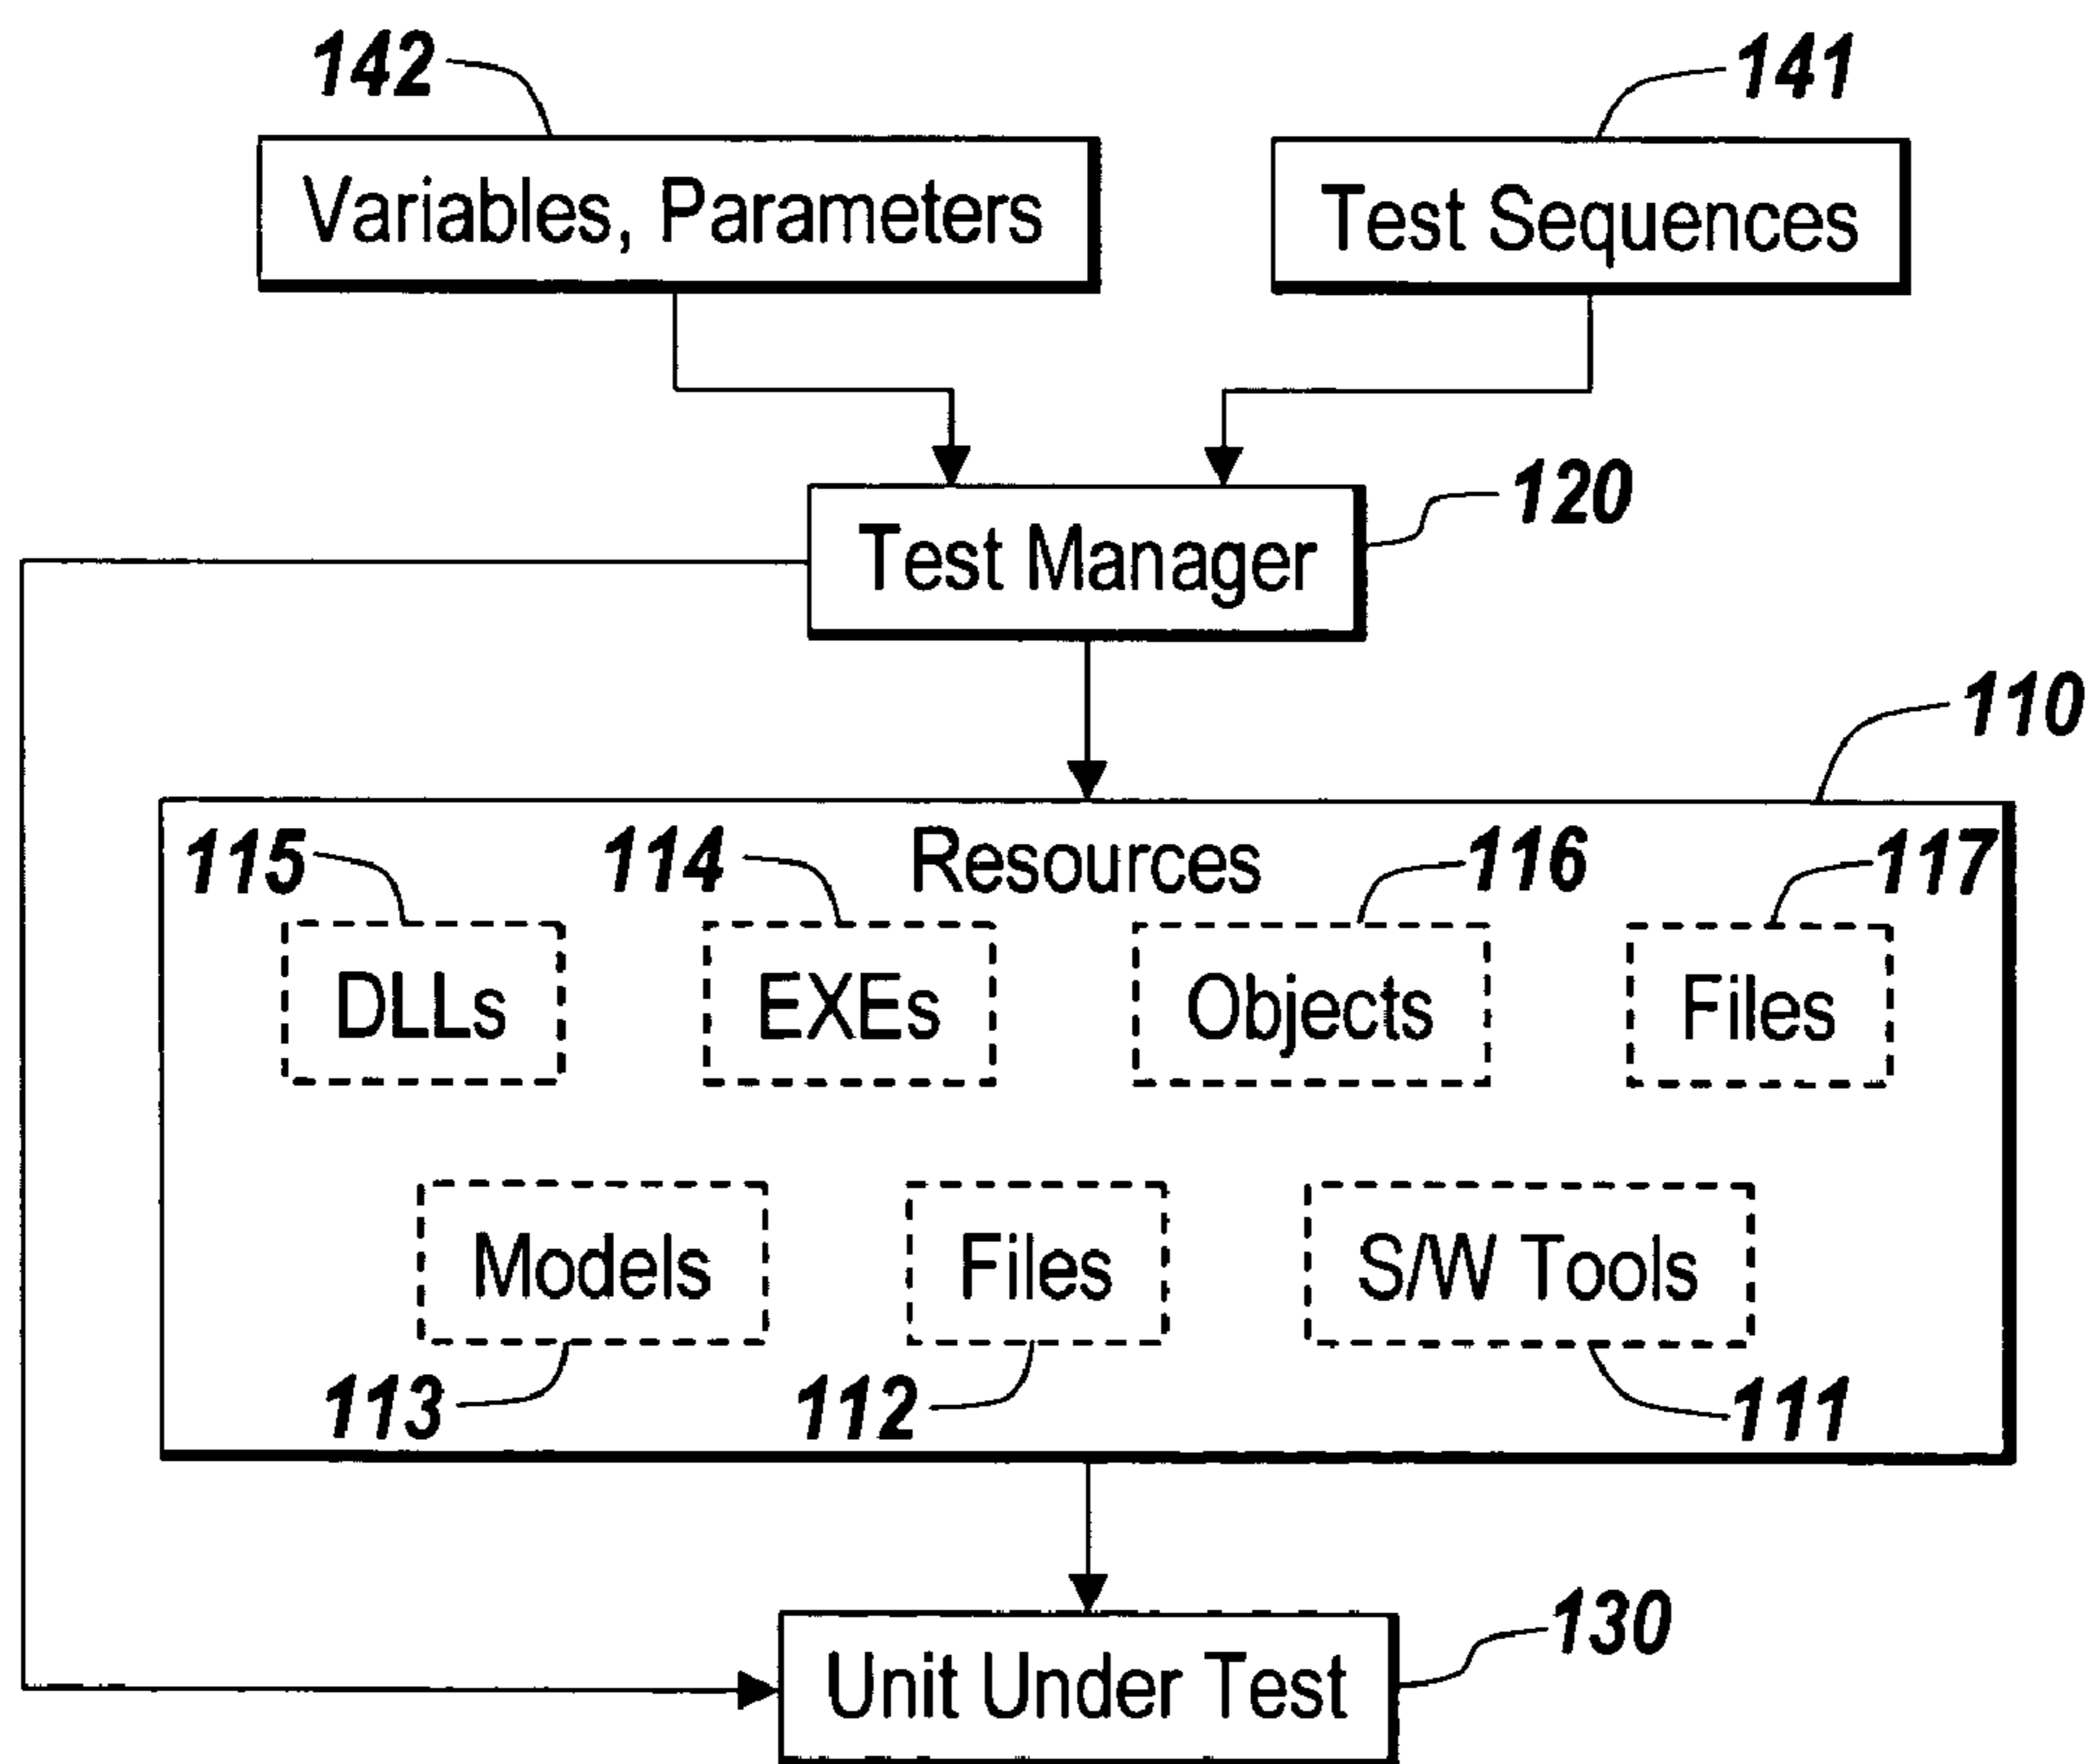 142
141
Variables, Parameters
Test Sequences
120
Test Manager
110
Resources
115
114
116
117
DLLs
EXEs
Objects
Files
Models
Files
S/W Tools
113
112
111
130
Unit Under Test